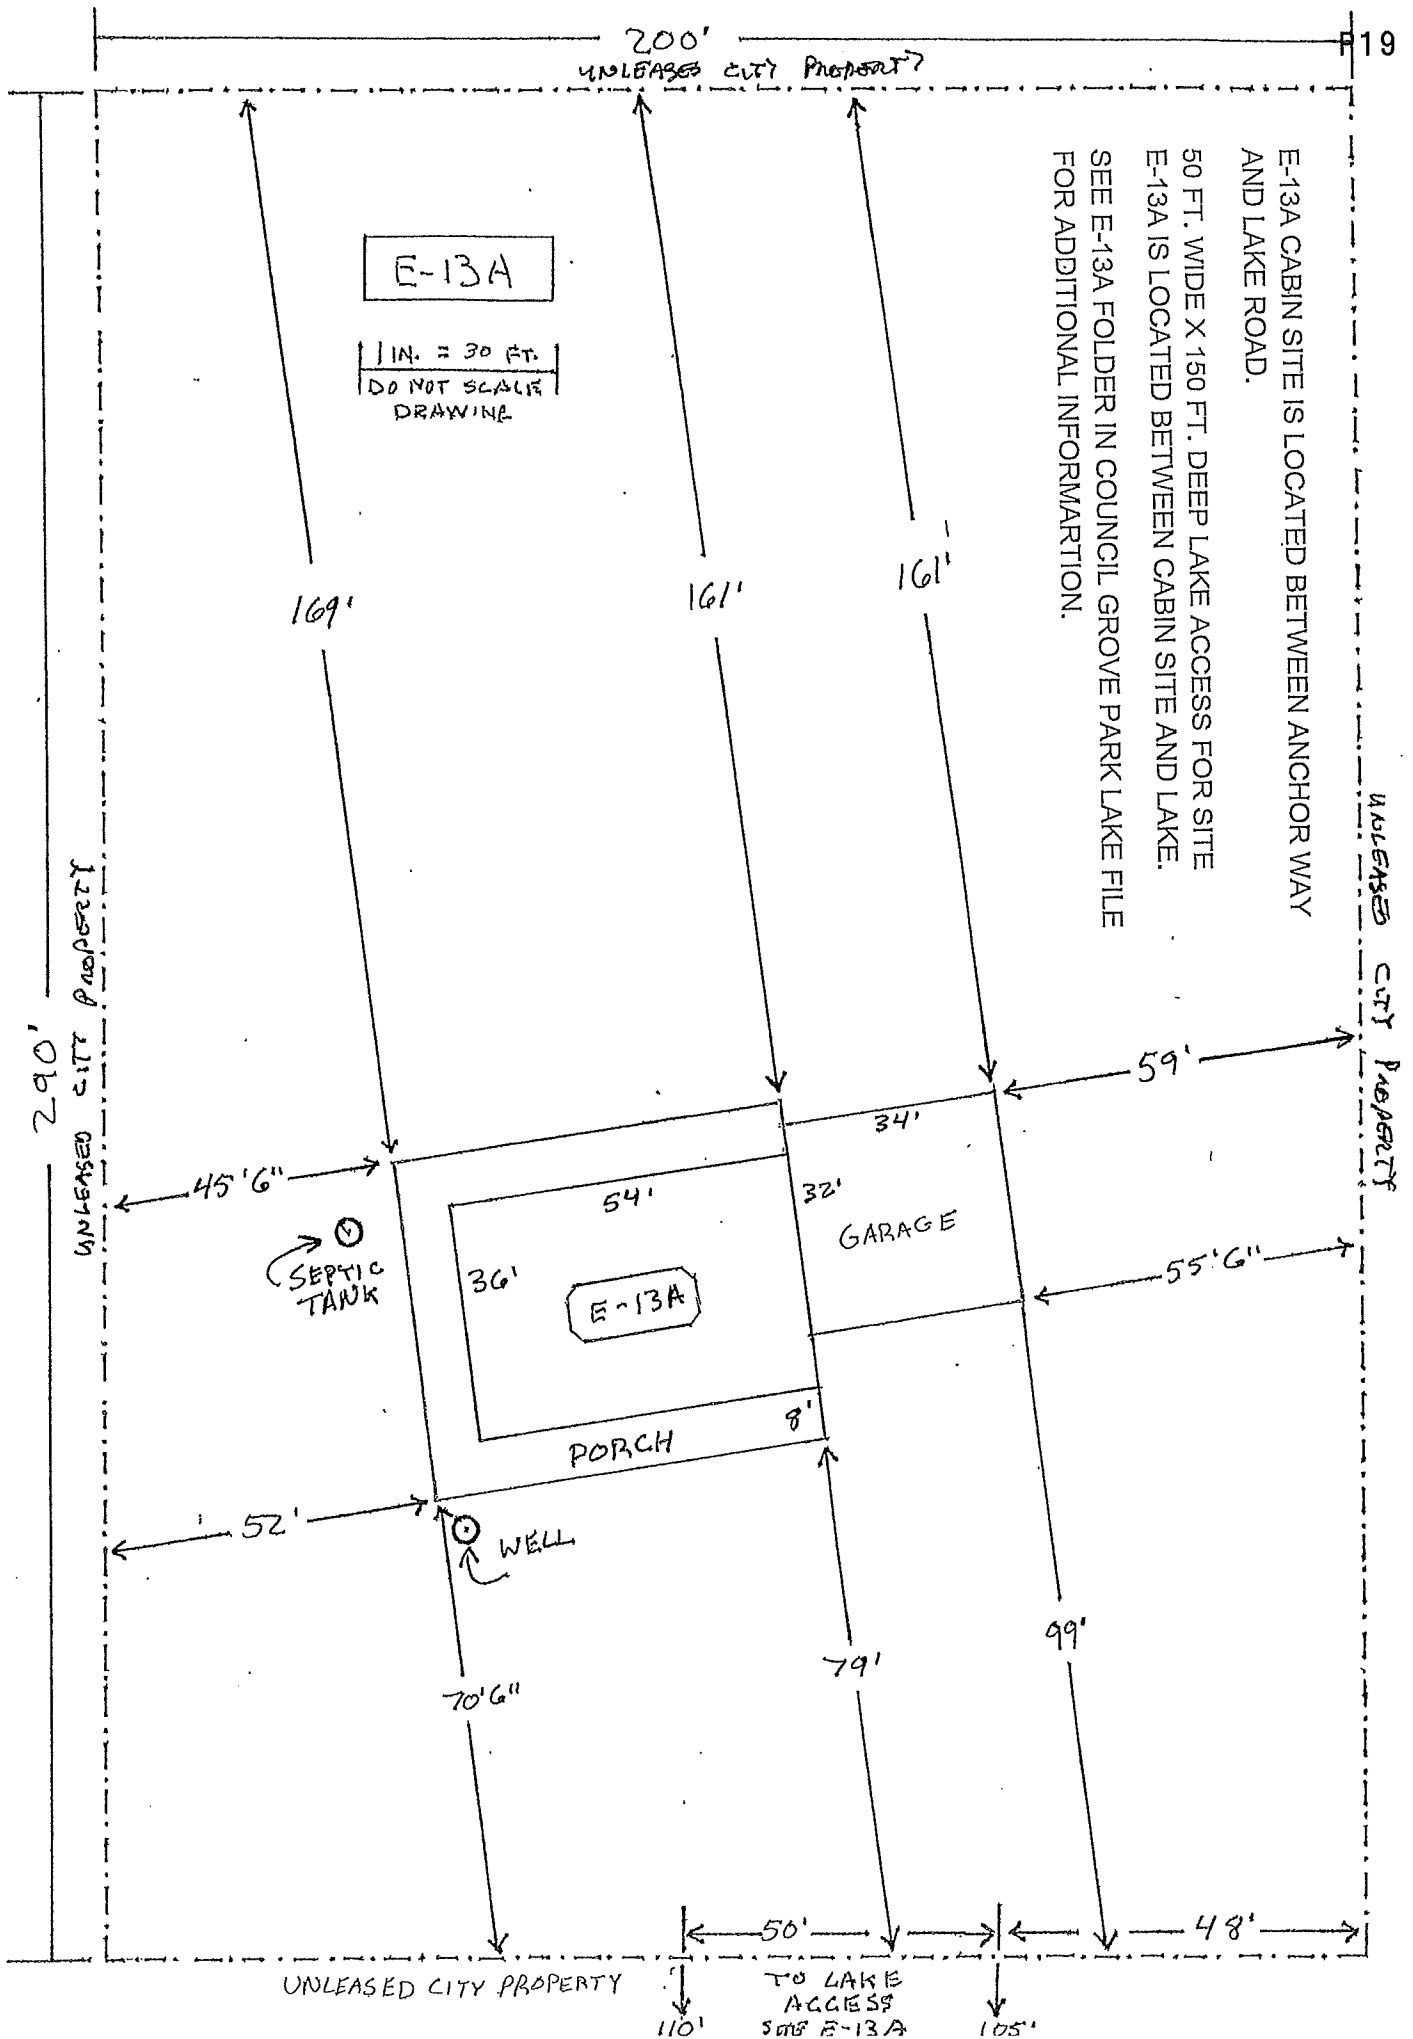 P19
200'
UNLEASED CITY PROPERTY
E-13A CABIN SITE IS LOCATED BETWEEN ANCHOR WAY
AND LAKE ROAD.
50 FT. WIDE X 150 FT. DEEP LAKE ACCESS FOR SITE
E-13A IS LOCATED BETWEEN CABIN SITE AND LAKE.
SEE E-13A FOLDER IN COUNCIL GROVE PARK LAKE FILE
FOR ADDITIONAL INFORMARTION.
E-13A
1 IN. = 30 FT.
DO NOT SCALE
DRAWING
169'
161'
161'
UNLEASED CITY PROPERTY
UNLEASED CITY PROPERTY
290'
59'
34'
45'6"
54'
32'
GARAGE
SEPTIC
TANK
36'
E-13A
55'6"
8'
PORCH
52'
WELL
99'
79'
70'6"
50'
48'
UNLEASED CITY PROPERTY
TO LAKE
ACCESS
SITE E-13A
110'
105'